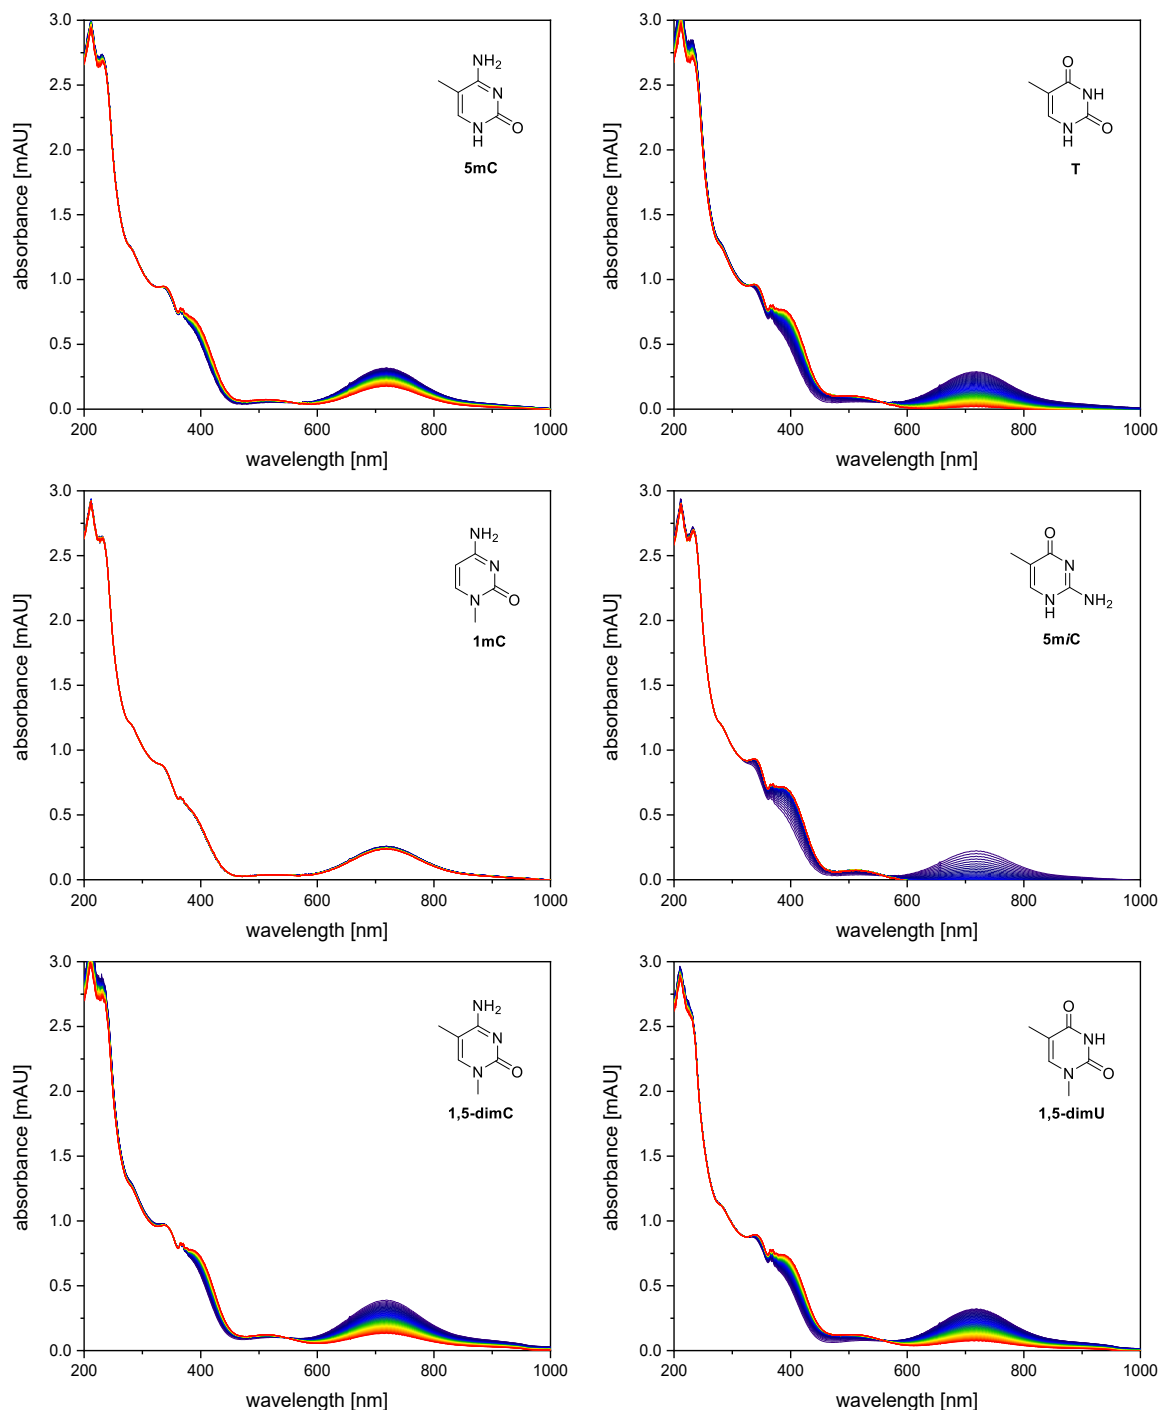 3.0
2.5
2.0
1.5
1.0
0.5
0.0
200
400
600
800
1000
absorbance [mAU]
wavelength [nm]
NH₂
N
N
H
O
5mC
3.0
2.5
2.0
1.5
1.0
0.5
0.0
200
400
600
800
1000
absorbance [mAU]
wavelength [nm]
O
NH
N
H
O
T
3.0
2.5
2.0
1.5
1.0
0.5
0.0
200
400
600
800
1000
absorbance [mAU]
wavelength [nm]
NH₂
N
N
O
1mC
3.0
2.5
2.0
1.5
1.0
0.5
0.0
200
400
600
800
1000
absorbance [mAU]
wavelength [nm]
O
N
N
H
NH₂
5miC
3.0
2.5
2.0
1.5
1.0
0.5
0.0
200
400
600
800
1000
absorbance [mAU]
wavelength [nm]
NH₂
N
N
O
1,5-dimC
3.0
2.5
2.0
1.5
1.0
0.5
0.0
200
400
600
800
1000
absorbance [mAU]
wavelength [nm]
O
NH
N
O
1,5-dimU